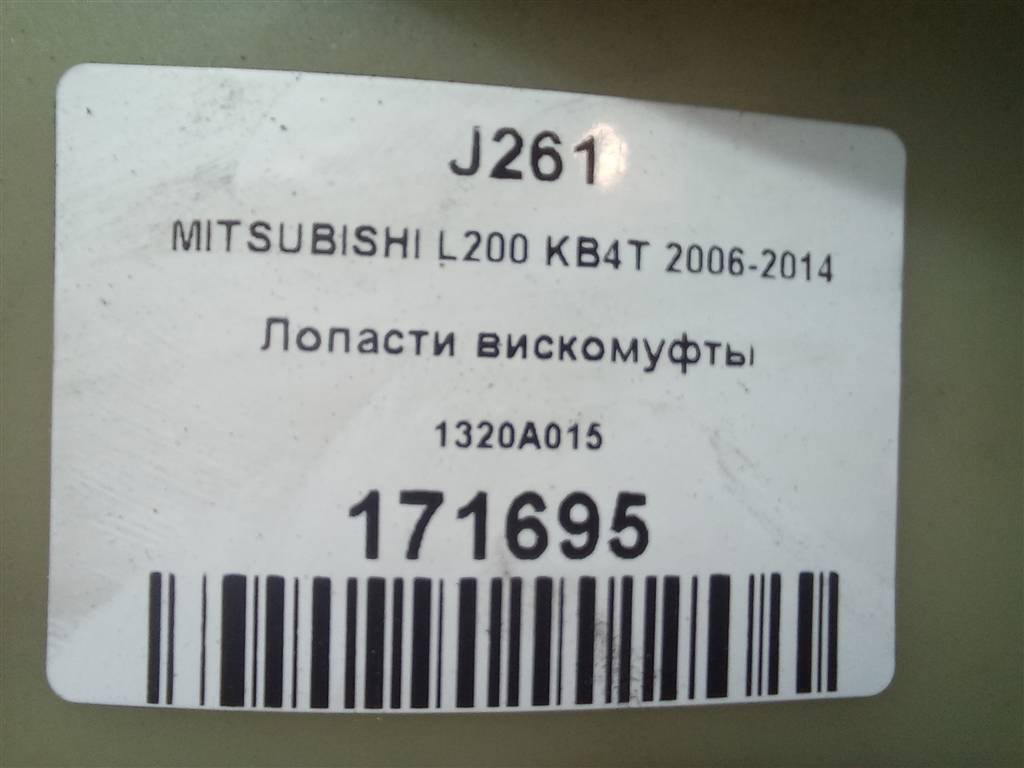 J261
MITSUBISHI L200 KB4T 2006-2014
Лопасти вискомуфты
1320A015
171695